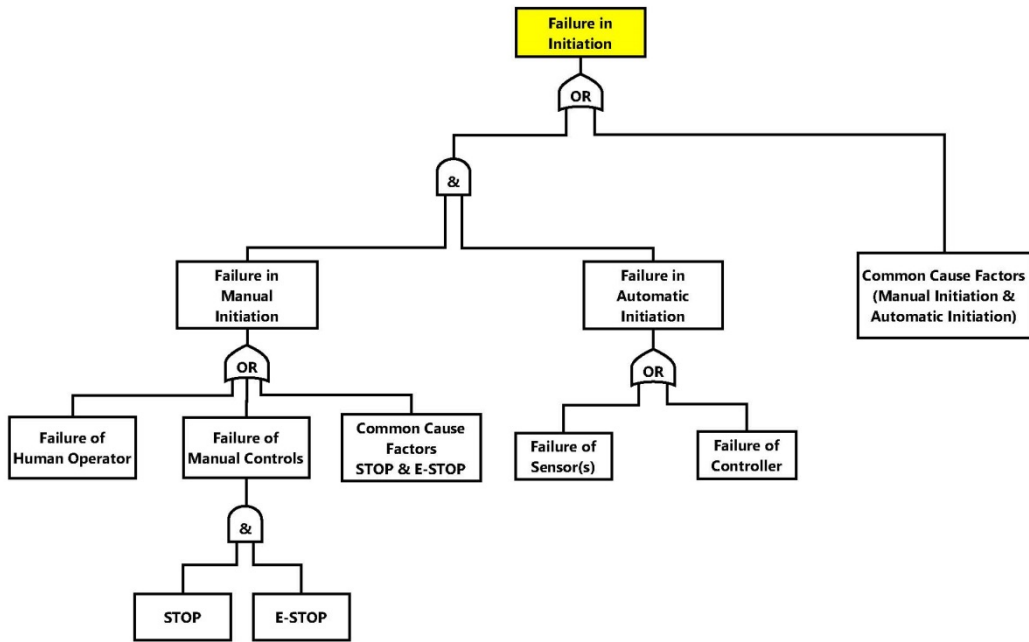 Failure in
Initiation
OR
&
Failure in
Manual
Initiation
Failure in
Automatic
Initiation
Common Cause Factors
(Manual Initiation &
Automatic Initiation)
OR
OR
Failure of
Human Operator
Failure of
Manual Controls
Common Cause
Factors
STOP & E-STOP
Failure of
Sensor(s)
Failure of
Controller
&
STOP
E-STOP